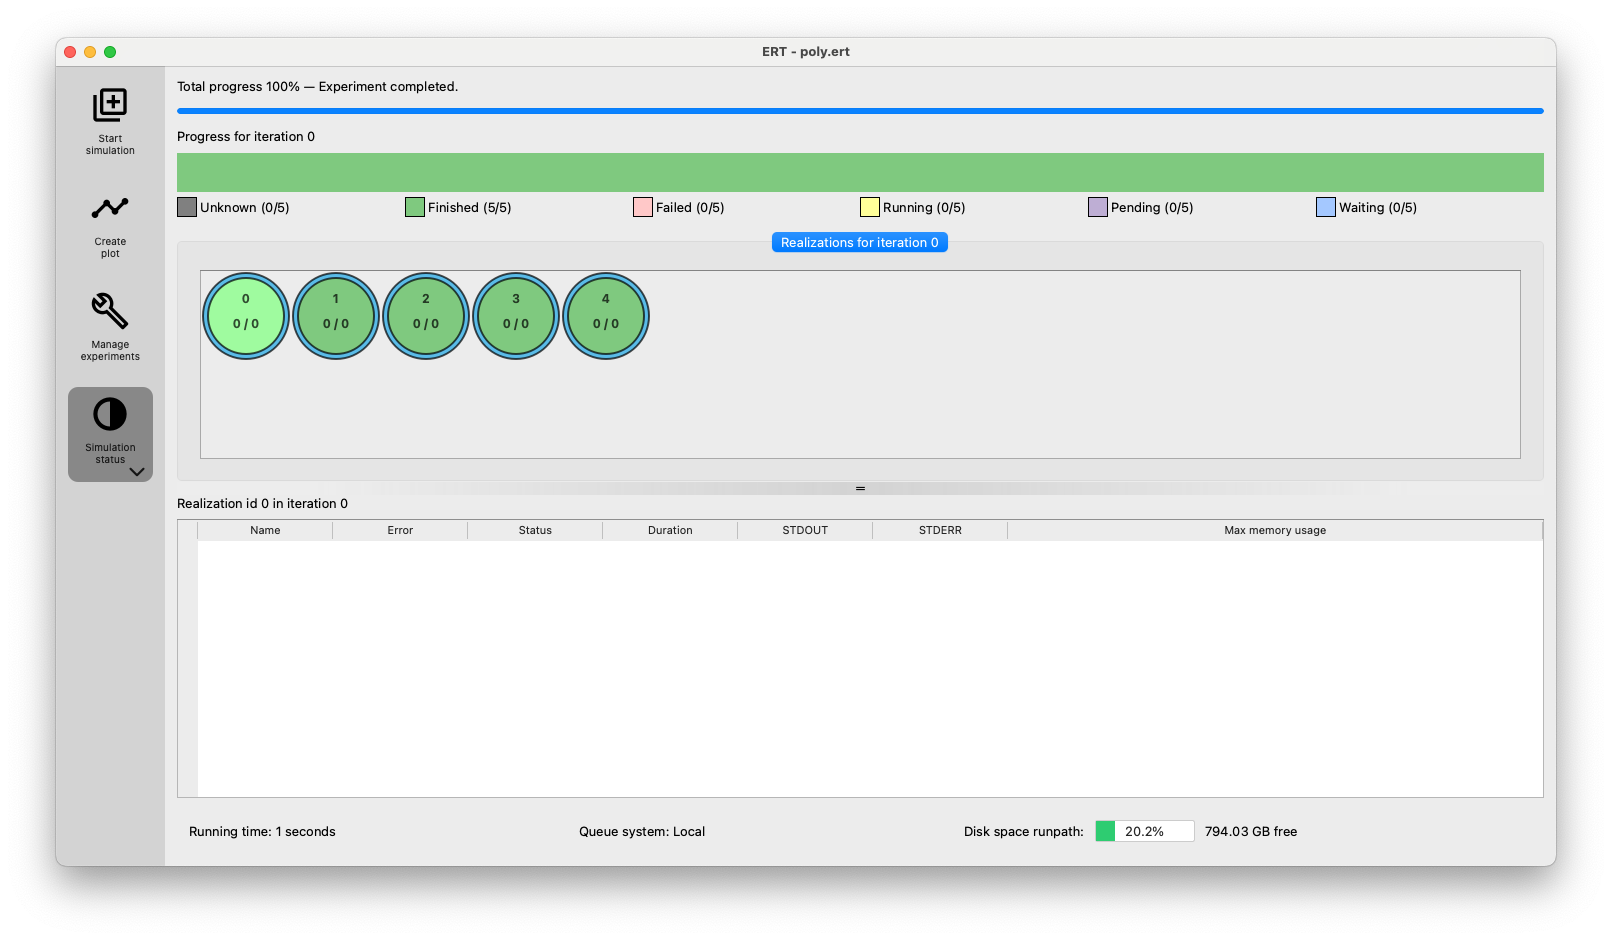 ERT - poly.ert
Start
simulation
Create
plot
Manage
experiments
Simulation
status
Total progress 100% — Experiment completed.
Progress for iteration 0
Unknown (0/5) Finished (5/5) Failed (0/5) Running (0/5) Pending (0/5) Waiting (0/5)
Realizations for iteration 0
0 1 2 3 4
0 / 0 0 / 0 0 / 0 0 / 0 0 / 0
Realization id 0 in iteration 0
Name Error Status Duration STDOUT STDERR Max memory usage
Running time: 1 seconds Queue system: Local Disk space runpath: 20.2% 794.03 GB free